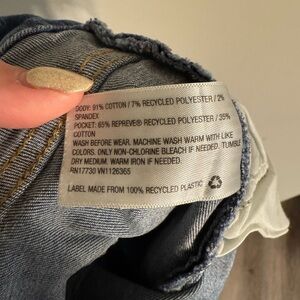 BODY: 91% COTTON / 7% RECYCLED POLYESTER / 2%
SPANDEX
POCKET: 65% REPREVE® RECYCLED POLYESTER / 35%
COTTON
WASH BEFORE WEAR. MACHINE WASH WARM WITH LIKE
COLORS. ONLY NON-CHLORINE BLEACH IF NEEDED. TUMBLE
DRY MEDIUM. WARM IRON IF NEEDED.
RN17730 VN1126365
LABEL MADE FROM 100% RECYCLED PLASTIC